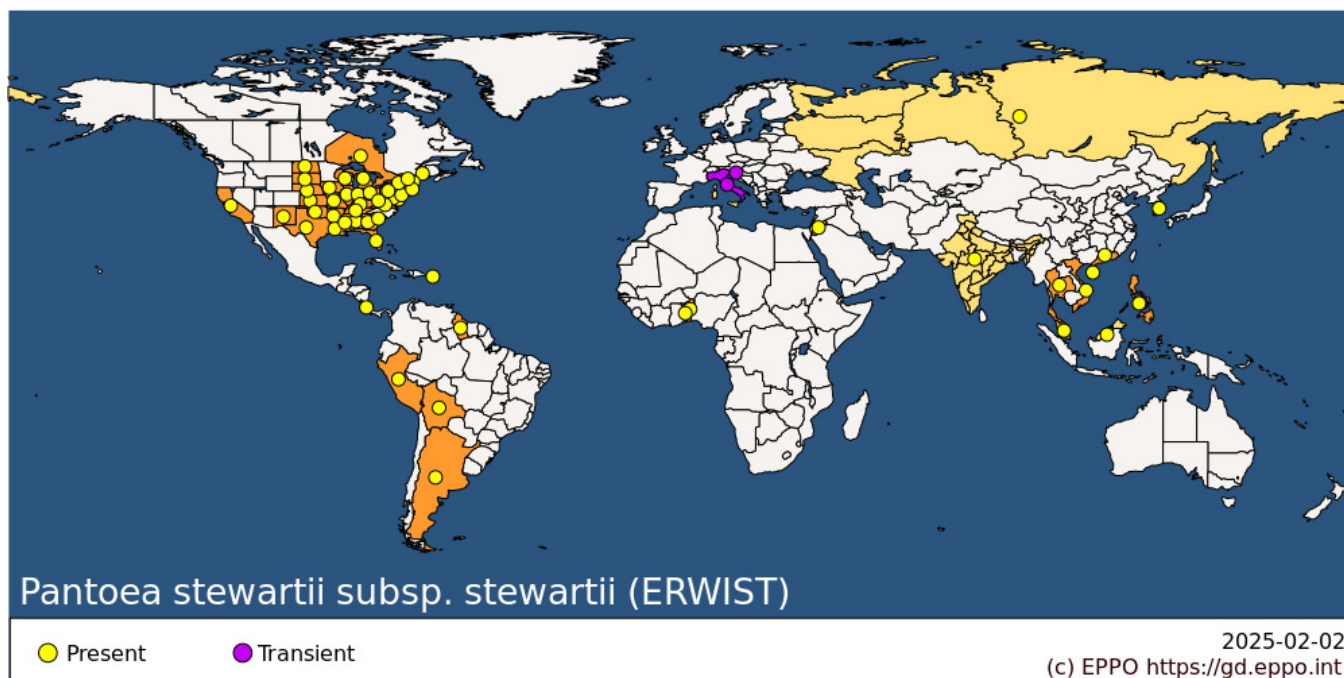 Pantoea stewartii subsp. stewartii (ERWIST)
Present
Transient
2025-02-02
(c) EPPO https://gd.eppo.int